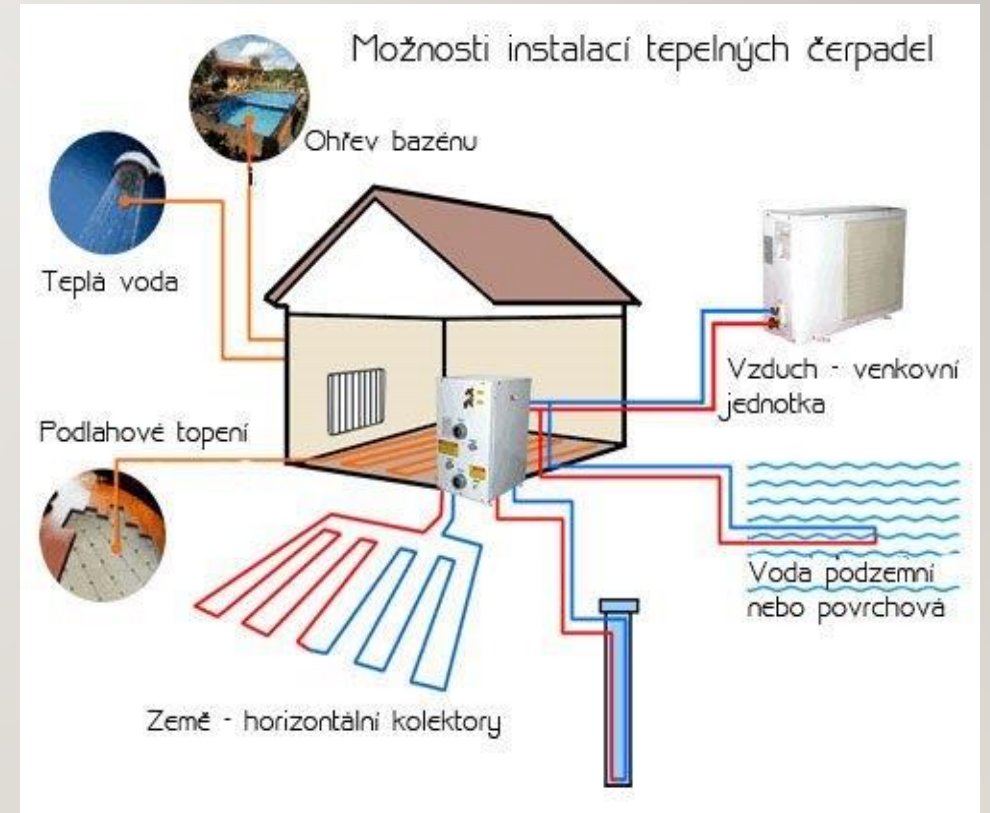 Možnosti instalací tepelných čerpadel
Ohřev bazénu
Teplá voda
Vzduch - venkovní
jednotka
Podlahové topení
Voda podzemní
nebo povrchová
Země - horizontální kolektory